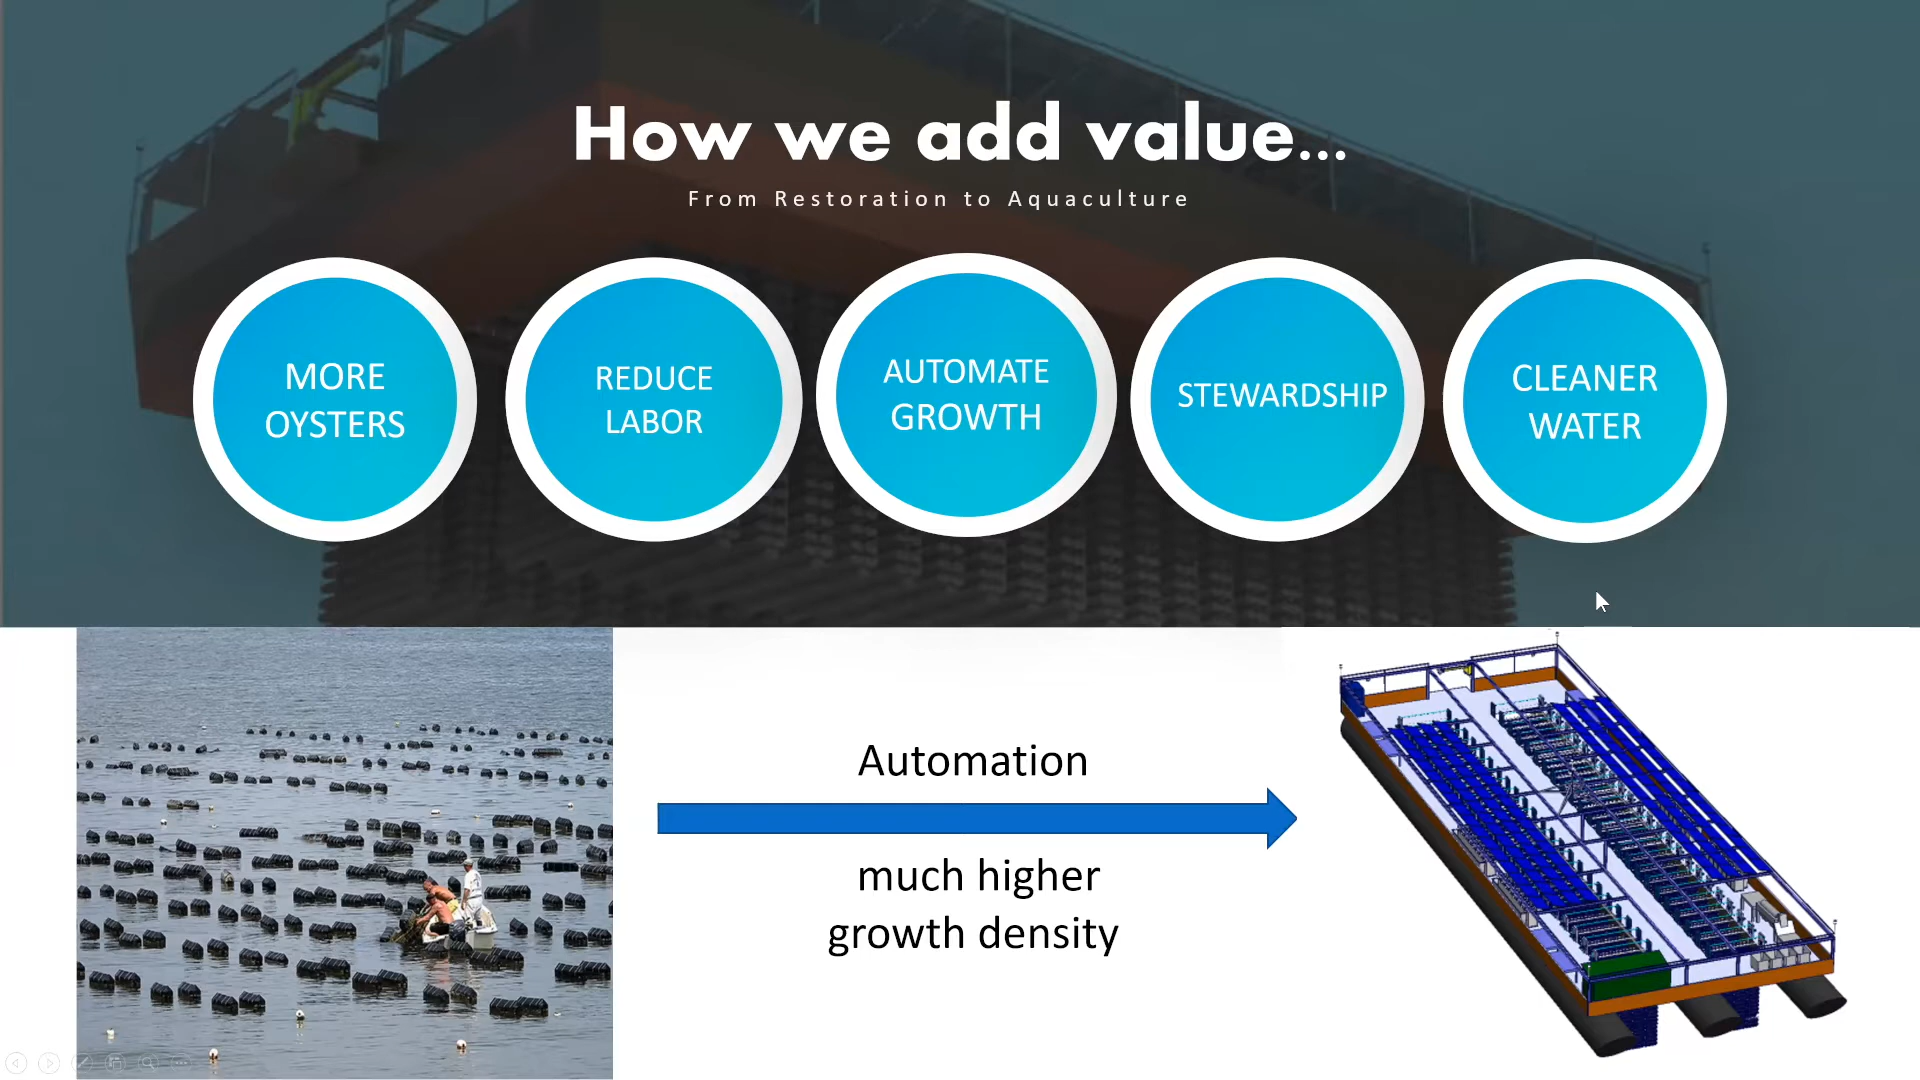 How we add value...
From Restoration to Aquaculture
MORE
OYSTERS
REDUCE
LABOR
AUTOMATE
GROWTH
STEWARDSHIP
CLEANER
WATER
Automation
much higher
growth density